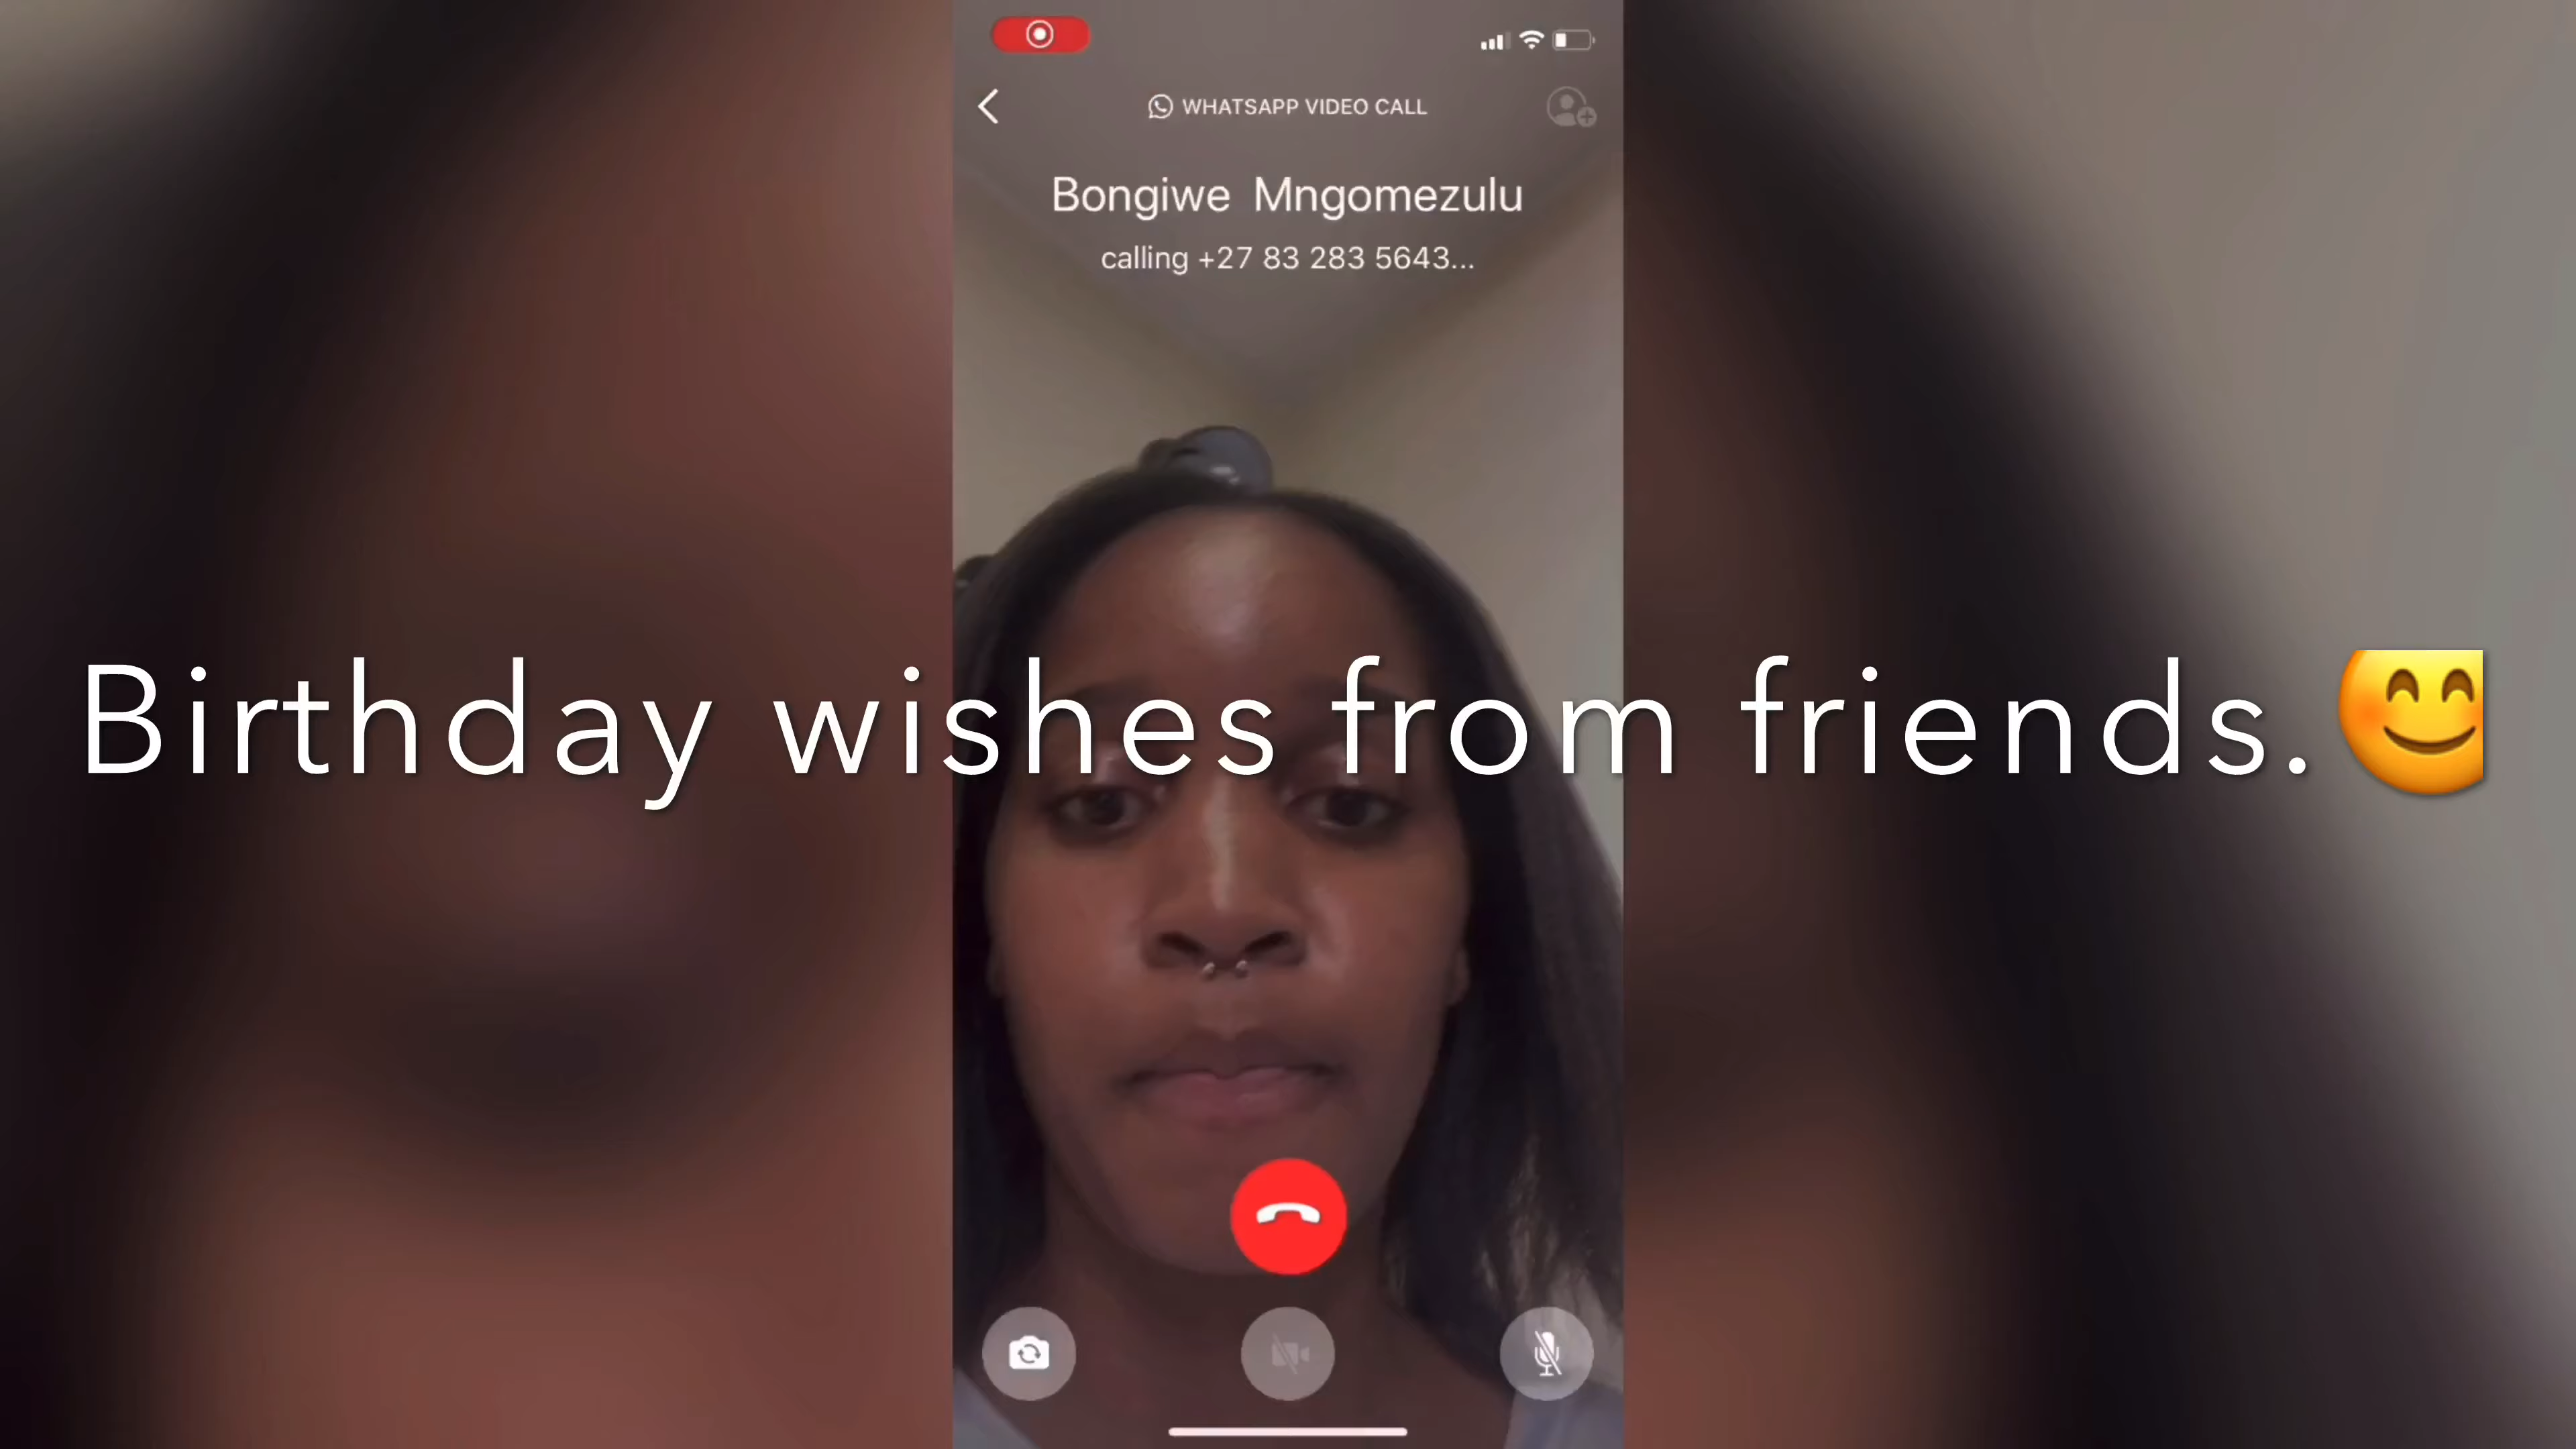 WHATSAPP VIDEO CALL
Bongiwe Mngomezulu
calling +27 83 283 5643...
Birthday wishes from friends.😊